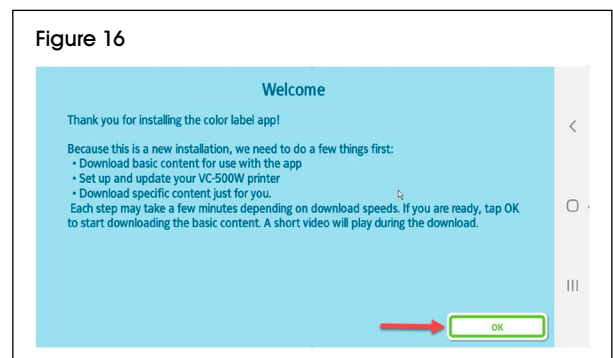 Figure 16
Welcome
Thank you for installing the color label app!
Because this is a new installation, we need to do a few things first:
• Download basic content for use with the app
• Set up and update your VC-500W printer
• Download specific content just for you.
Each step may take a few minutes depending on download speeds. If you are ready, tap OK
to start downloading the basic content. A short video will play during the download.
OK